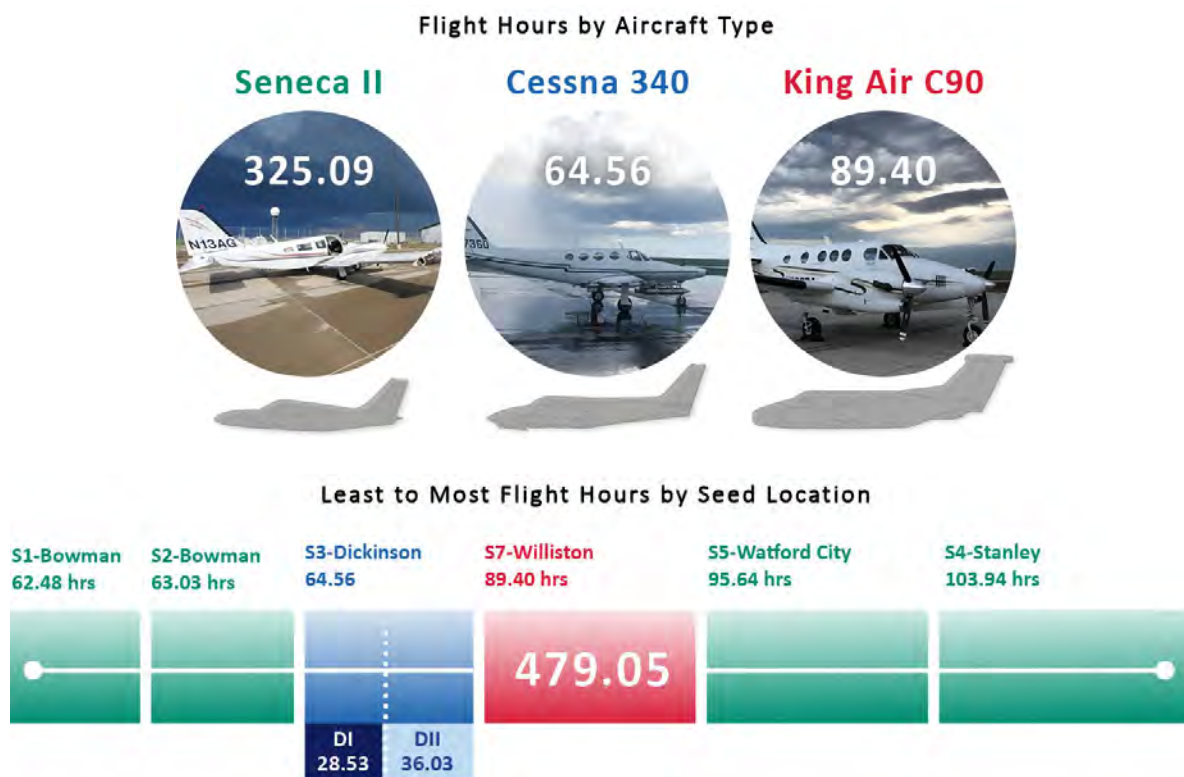 Flight Hours by Aircraft Type
Seneca II
Cessna 340
King Air C90
325.09
64.56
89.40
N13AG
Least to Most Flight Hours by Seed Location
S1-Bowman
62.48 hrs
S2-Bowman
63.03 hrs
S3-Dickinson
64.56
S7-Williston
89.40 hrs
S5-Watford City
95.64 hrs
S4-Stanley
103.94 hrs
479.05
DI
28.53
DII
36.03